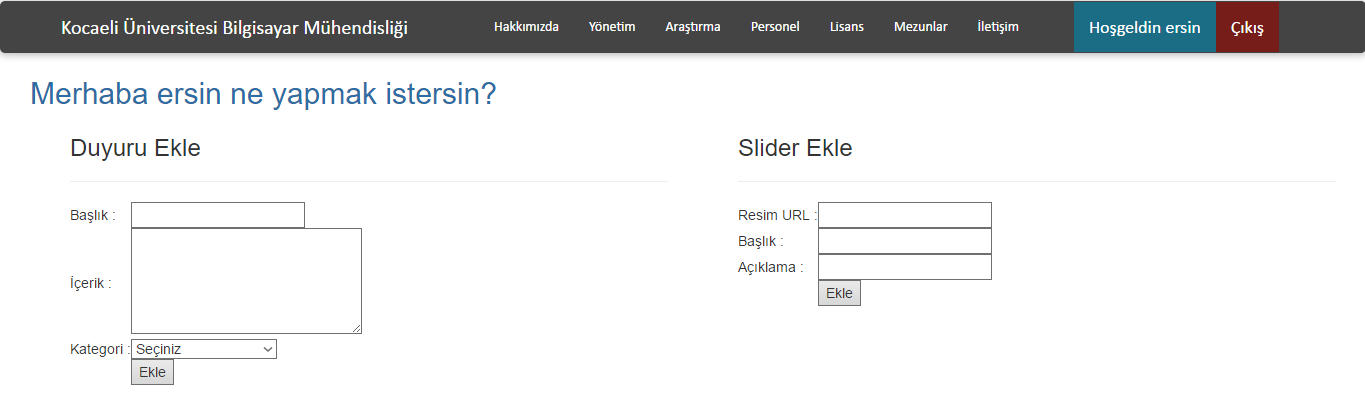 Kocaeli Üniversitesi Bilgisayar Mühendisliği Hakkımızda Yönetim Araştırma Personel Lisans Mezunlar İletişim Hoşgeldin ersin Çıkış
Merhaba ersin ne yapmak istersin?
Duyuru Ekle
Başlık :
İçerik :
Kategori : Seçiniz
Ekle
Slider Ekle
Resim URL :
Başlık :
Açıklama :
Ekle